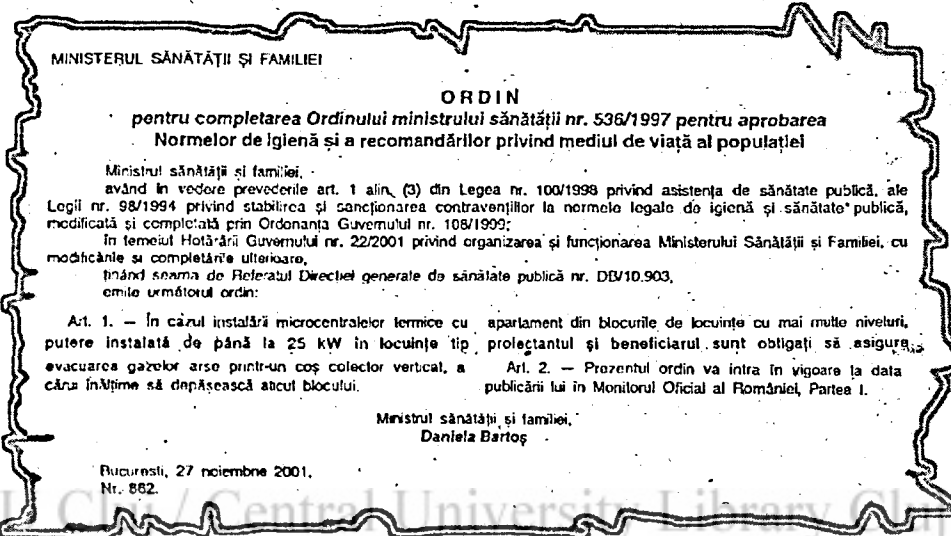 MINISTERUL SĂNĂTĂȚII ȘI FAMILIEI
ORDIN
pentru completarea Ordinului ministrului sănătății nr. 536/1997 pentru aprobarea
Normelor de igienă și a recomandărilor privind mediul de viață al populației
Ministrul sănătății și familiei,
având în vedere prevederile art. 1 alin. (3) din Legea nr. 100/1998 privind asistența de sănătate publică, ale
Legii nr. 98/1994 privind stabilirea și sancționarea contravențiilor la normele legale de igienă și sănătate publică,
modificată și completată prin Ordonanța Guvernului nr. 108/1999;
în temeiul Hotărârii Guvernului nr. 22/2001 privind organizarea și funcționarea Ministerului Sănătății și Familiei, cu
modificările și completările ulterioare,
ținând seama de Referatul Direcției generale de sănătate publică nr. DB/10.903,
emite următorul ordin:
Art. 1. — În cazul instalării microcentralelor termice cu
putere instalată de până la 25 kW în locuințe tip
apartament din blocurile de locuințe cu mai multe niveluri,
proiectantul și beneficiarul sunt obligați să asigure
evacuarea gazelor arse printr-un coș colector vertical, a
cărui înălțime să depășească aticul blocului.
Art. 2. — Prezentul ordin va intra în vigoare la data
publicării lui în Monitorul Oficial al României, Partea I.
Ministrul sănătății și familiei,
Daniela Bartoș
București, 27 noiembrie 2001.
Nr. 862.
Cluj / Central University Library Cluj